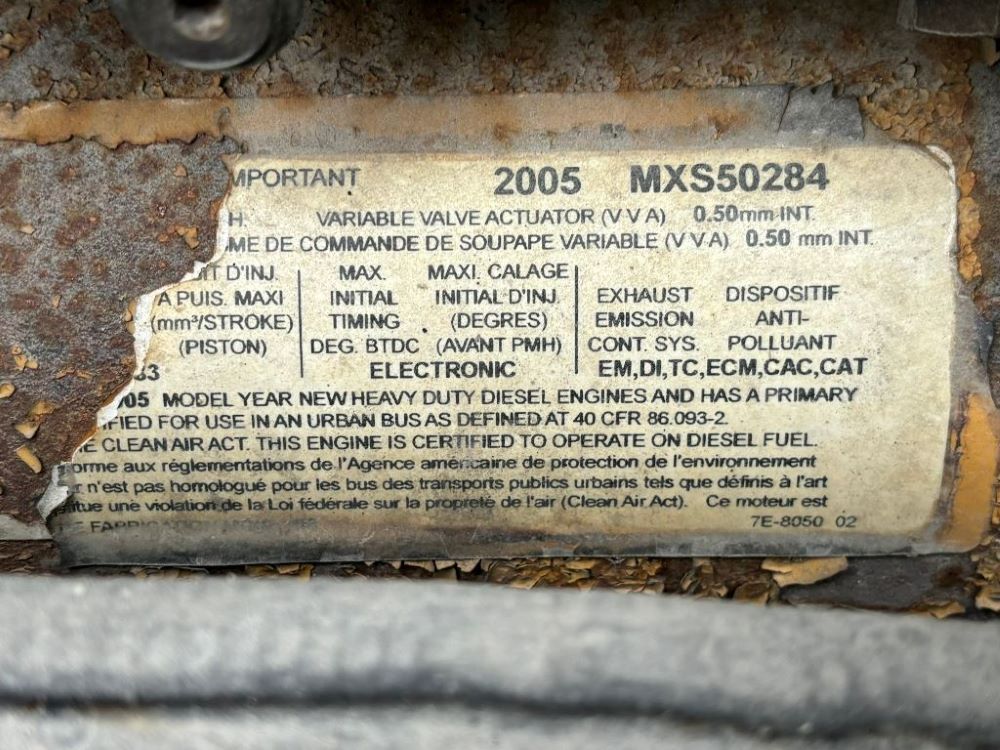 MPORTANT 2005 MXS50284
H. VARIABLE VALVE ACTUATOR (V V A) 0.50mm INT.
ME DE COMMANDE DE SOUPAPE VARIABLE (V V A) 0.50 mm INT.
IT D'INJ. MAX. MAXI. CALAGE
A PUIS. MAXI INITIAL INITIAL D'INJ. EXHAUST DISPOSITIF
(mm³/STROKE) TIMING (DEGRES) EMISSION ANTI-
(PISTON) DEG. BTDC (AVANT PMH) CONT. SYS. POLLUANT
33 ELECTRONIC EM,DI,TC,ECM,CAC,CAT
05 MODEL YEAR NEW HEAVY DUTY DIESEL ENGINES AND HAS A PRIMARY
IFIED FOR USE IN AN URBAN BUS AS DEFINED AT 40 CFR 86.093-2.
E CLEAN AIR ACT. THIS ENGINE IS CERTIFIED TO OPERATE ON DIESEL FUEL.
orme aux réglementations de l'Agence americaine de protection de l'environnement
r n'est pas homologué pour les bus des transports publics urbains tels que définis à l'art
titue une violation de la Loi fédérale sur la propreté de l'air (Clean Air Act). Ce moteur est
7E-8050 02